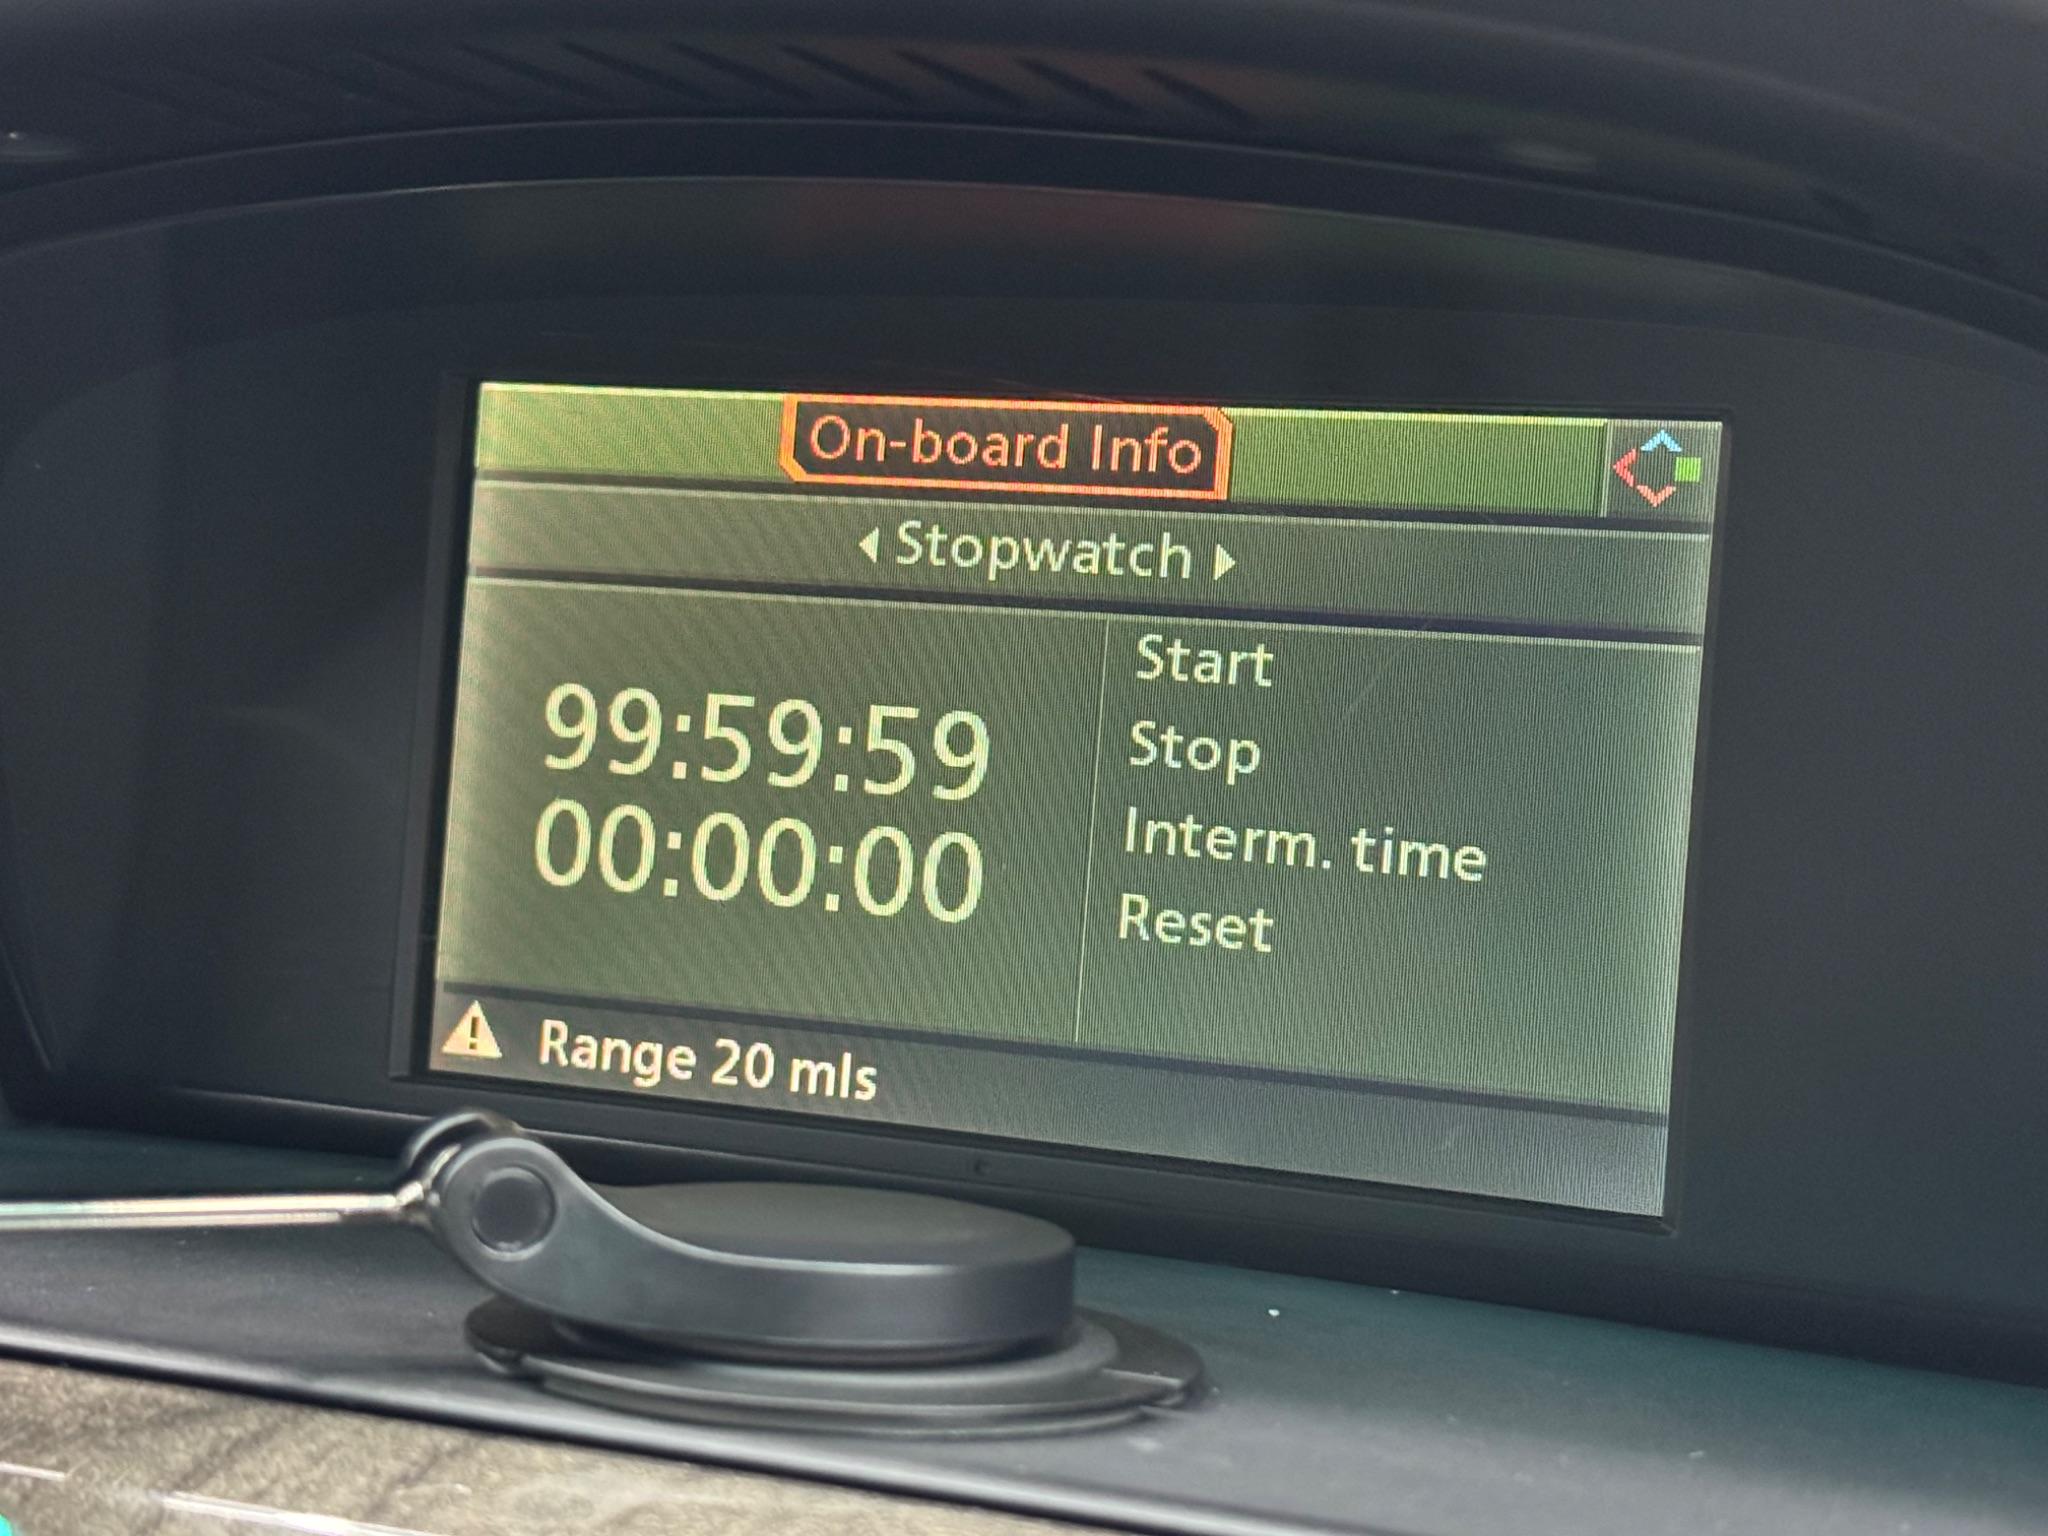 On-board Info
Stopwatch
99:59:59
00:00:00
Start
Stop
Interm. time
Reset
Range 20 mls